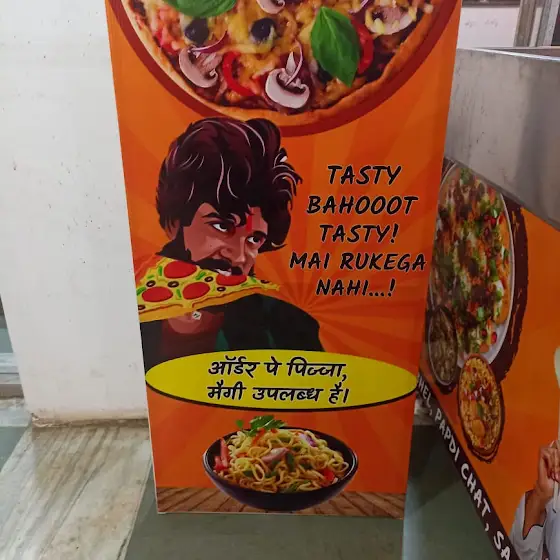 TASTY
BAHOOOT
TASTY!
MAI RUKEGA
NAHI...!
ऑर्डर पे पिज्जा,
मैगी उपलब्ध है।
PAPDI CHAT,